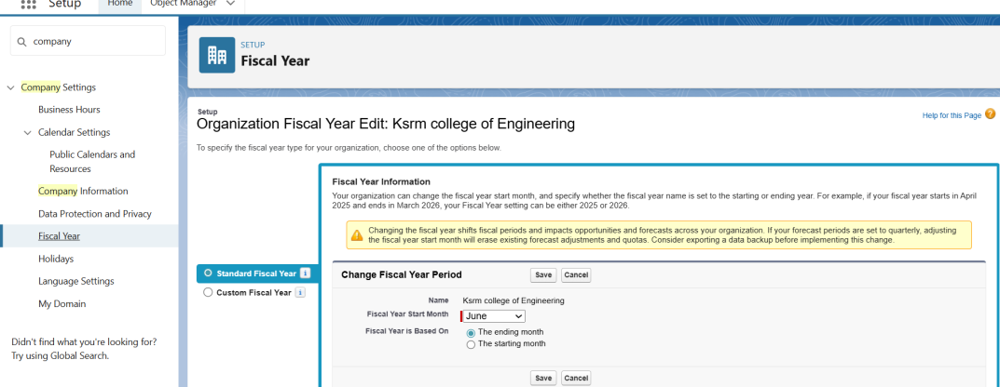 Setup Home Object Manager
company
Company Settings
Business Hours
Calendar Settings
Public Calendars and
Resources
Company Information
Data Protection and Privacy
Fiscal Year
Holidays
Language Settings
My Domain
Didn't find what you're looking for?
Try using Global Search.
SETUP
Fiscal Year
Setup
Organization Fiscal Year Edit: Ksrm college of Engineering
Help for this Page
To specify the fiscal year type for your organization, choose one of the options below.
Standard Fiscal Year
Custom Fiscal Year
Fiscal Year Information
Your organization can change the fiscal year start month, and specify whether the fiscal year name is set to the starting or ending year. For example, if your fiscal year starts in April
2025 and ends in March 2026, your Fiscal Year setting can be either 2025 or 2026.
Changing the fiscal year shifts fiscal periods and impacts opportunities and forecasts across your organization. If your forecast periods are set to quarterly, adjusting
the fiscal year start month will erase existing forecast adjustments and quotas. Consider exporting a data backup before implementing this change.
Change Fiscal Year Period Save Cancel
Name Ksrm college of Engineering
Fiscal Year Start Month June
Fiscal Year is Based On The ending month
The starting month
Save Cancel